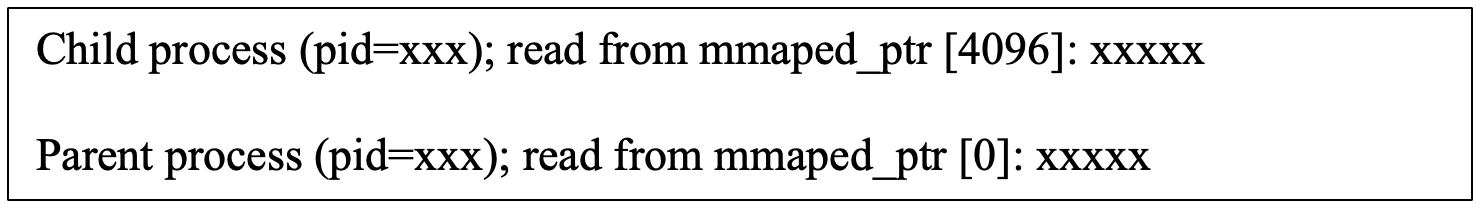 Child process (pid=xxx); read from mmaped_ptr [4096]: xxxxx
Parent process (pid=xxx); read from mmaped_ptr [0]: xxxxx